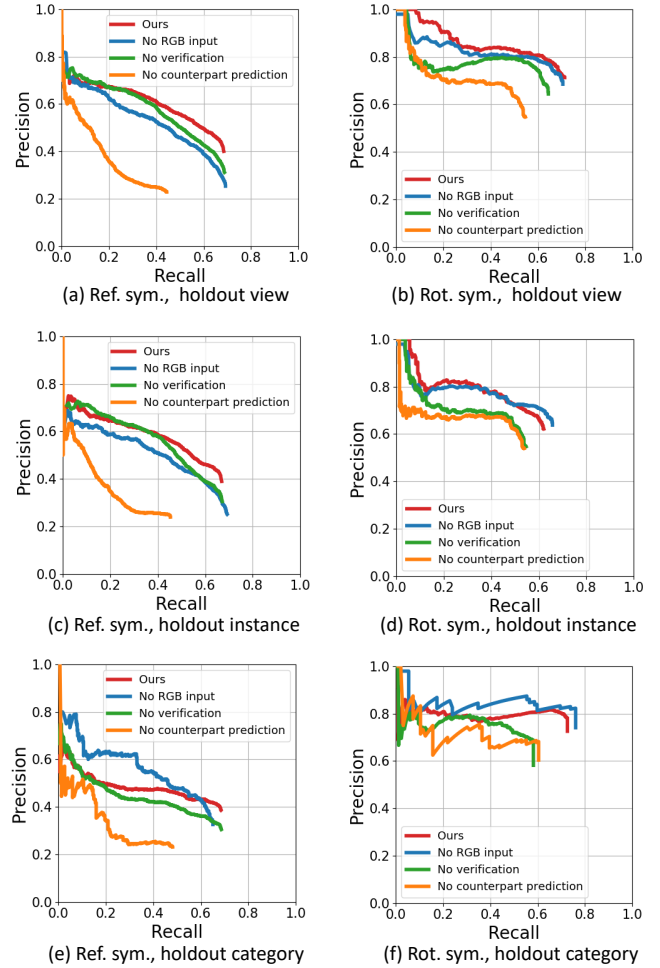 1.0
0.8
0.6
0.4
0.2
0.0
Precision
Ours
No RGB input
No verification
No counterpart prediction
0.0 0.2 0.4 0.6 0.8 1.0
Recall
(a) Ref. sym., holdout view
1.0
0.8
0.6
0.4
0.2
0.0
Precision
Ours
No RGB input
No verification
No counterpart prediction
0.0 0.2 0.4 0.6 0.8 1.0
Recall
(b) Rot. sym., holdout view
1.0
0.8
0.6
0.4
0.2
0.0
Precision
Ours
No RGB input
No verification
No counterpart prediction
0.0 0.2 0.4 0.6 0.8 1.0
Recall
(c) Ref. sym., holdout instance
1.0
0.8
0.6
0.4
0.2
0.0
Precision
Ours
No RGB input
No verification
No counterpart prediction
0.0 0.2 0.4 0.6 0.8 1.0
Recall
(d) Rot. sym., holdout instance
1.0
0.8
0.6
0.4
0.2
0.0
Precision
Ours
No RGB input
No verification
No counterpart prediction
0.0 0.2 0.4 0.6 0.8 1.0
Recall
(e) Ref. sym., holdout category
1.0
0.8
0.6
0.4
0.2
0.0
Precision
Ours
No RGB input
No verification
No counterpart prediction
0.0 0.2 0.4 0.6 0.8 1.0
Recall
(f) Rot. sym., holdout category